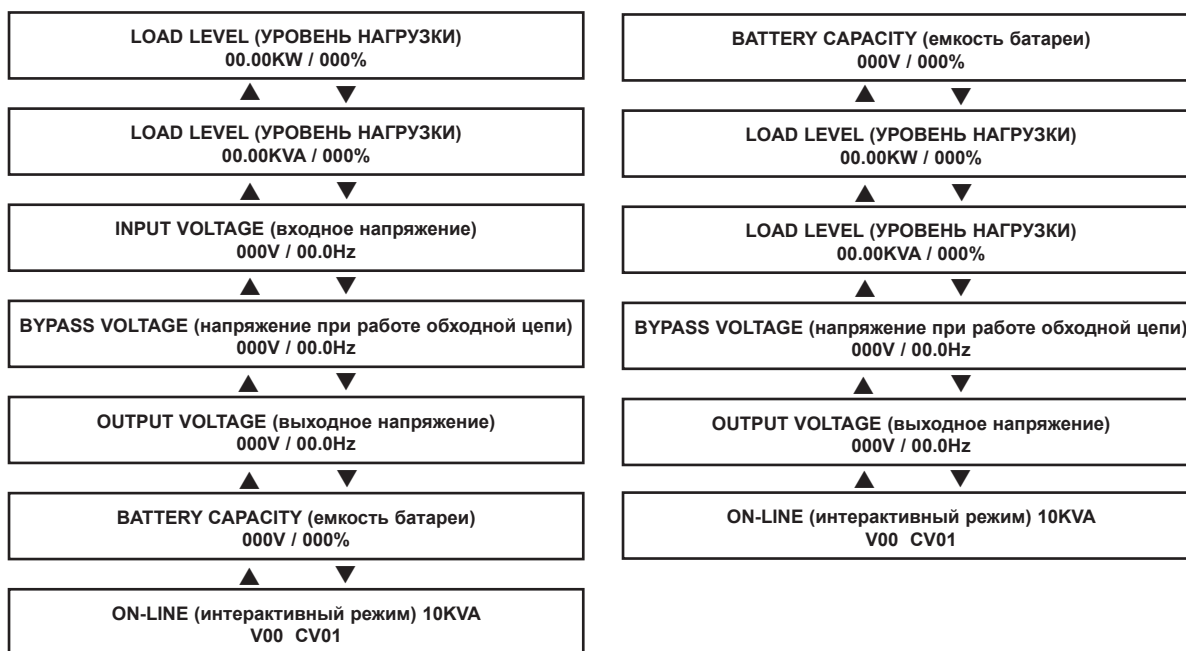 LOAD LEVEL (УРОВЕНЬ НАГРУЗКИ)
00.00KW / 000%
LOAD LEVEL (УРОВЕНЬ НАГРУЗКИ)
00.00KVA / 000%
INPUT VOLTAGE (входное напряжение)
000V / 00.0Hz
BYPASS VOLTAGE (напряжение при работе обходной цепи)
000V / 00.0Hz
OUTPUT VOLTAGE (выходное напряжение)
000V / 00.0Hz
BATTERY CAPACITY (емкость батареи)
000V / 000%
ON-LINE (интерактивный режим) 10KVA
V00 CV01
BATTERY CAPACITY (емкость батареи)
000V / 000%
LOAD LEVEL (УРОВЕНЬ НАГРУЗКИ)
00.00KW / 000%
LOAD LEVEL (УРОВЕНЬ НАГРУЗКИ)
00.00KVA / 000%
BYPASS VOLTAGE (напряжение при работе обходной цепи)
000V / 00.0Hz
OUTPUT VOLTAGE (выходное напряжение)
000V / 00.0Hz
ON-LINE (интерактивный режим) 10KVA
V00 CV01